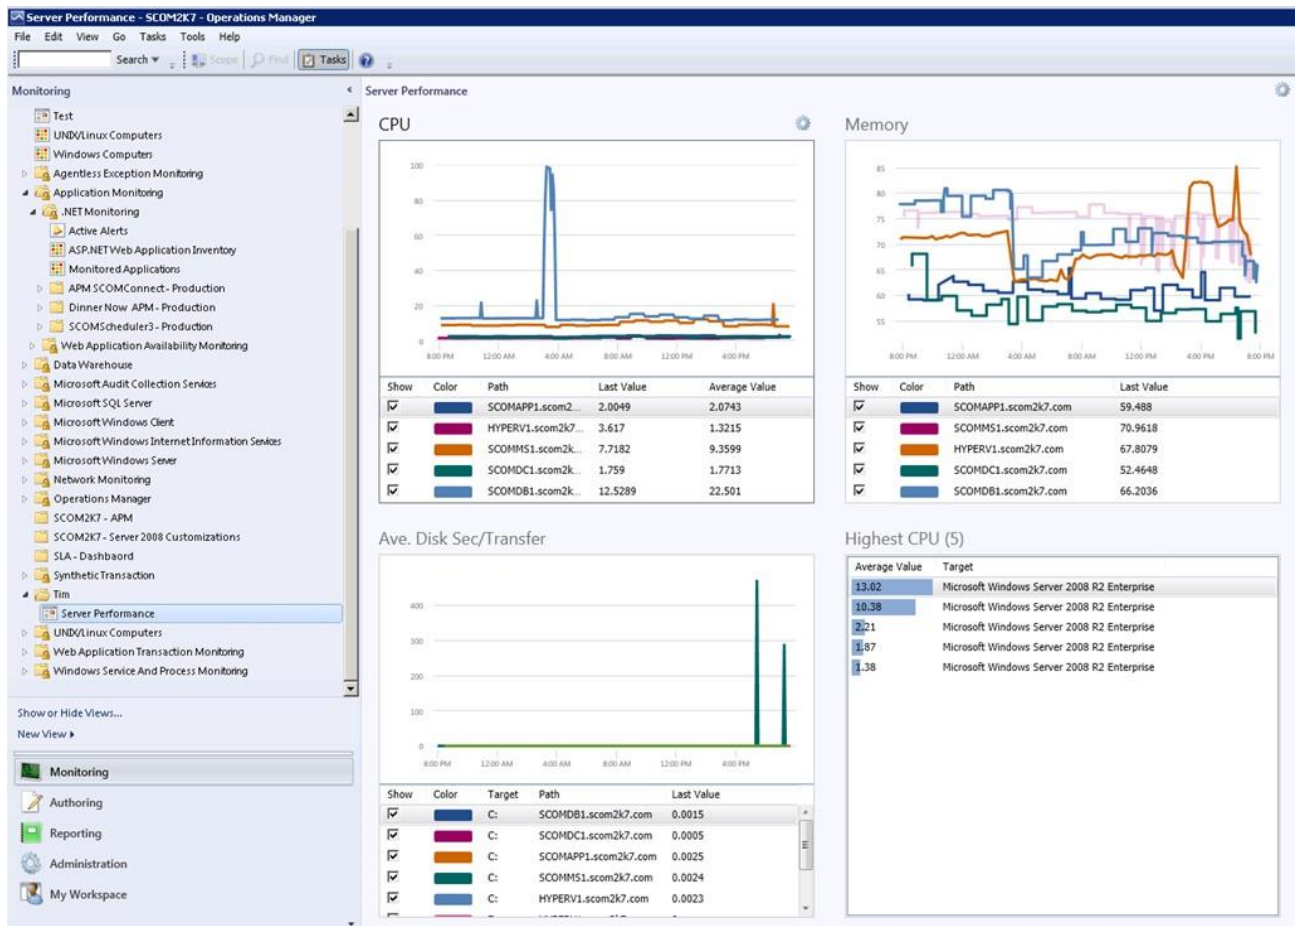 Server Performance - SCOM2K7 - Operations Manager
File Edit View Go Tasks Tools Help
Search Scope Find Tasks
Monitoring
Test
UNIX/Linux Computers
Windows Computers
Agentless Exception Monitoring
Application Monitoring
.NET Monitoring
Active Alerts
ASP.NET Web Application Inventory
Monitored Applications
APM SCOMConnect - Production
Dinner Now APM - Production
SCOMScheduler3 - Production
Web Application Availability Monitoring
Data Warehouse
Microsoft Audit Collection Services
Microsoft SQL Server
Microsoft Windows Client
Microsoft Windows Internet Information Services
Microsoft Windows Server
Network Monitoring
Operations Manager
SCOM2K7 - APM
SCOM2K7 - Server 2008 Customizations
SLA - Dashbaord
Synthetic Transaction
Tim
Server Performance
UNIX/Linux Computers
Web Application Transaction Monitoring
Windows Service And Process Monitoring
Show or Hide Views...
New View
Monitoring
Authoring
Reporting
Administration
My Workspace
Server Performance
CPU
100
80
60
40
20
0
8:00 PM 12:00 AM 4:00 AM 8:00 AM 12:00 PM 4:00 PM
Show Color Path Last Value Average Value
SCOMAPP1.scom2... 2.0049 2.0743
HYPERV1.scom2k7... 3.617 1.3215
SCOMMS1.scom2k... 7.7182 9.3599
SCOMDC1.scom2k... 1.759 1.7713
SCOMDB1.scom2k... 12.5289 22.501
Memory
85
80
75
70
65
60
55
8:00 PM 12:00 AM 4:00 AM 8:00 AM 12:00 PM 4:00 PM 8:00 PM
Show Color Path Last Value
SCOMAPP1.scom2k7.com 59.488
SCOMMS1.scom2k7.com 70.9618
HYPERV1.scom2k7.com 67.8079
SCOMDC1.scom2k7.com 52.4648
SCOMDB1.scom2k7.com 66.2036
Ave. Disk Sec/Transfer
400
300
200
100
0
8:00 PM 12:00 AM 4:00 AM 8:00 AM 12:00 PM 4:00 PM
Show Color Target Path Last Value
C: SCOMDB1.scom2k7.com 0.0015
C: SCOMDC1.scom2k7.com 0.0005
C: SCOMAPP1.scom2k7.com 0.0025
C: SCOMMS1.scom2k7.com 0.0024
C: HYPERV1.scom2k7.com 0.0023
Highest CPU (5)
Average Value Target
13.02 Microsoft Windows Server 2008 R2 Enterprise
10.38 Microsoft Windows Server 2008 R2 Enterprise
2.21 Microsoft Windows Server 2008 R2 Enterprise
1.87 Microsoft Windows Server 2008 R2 Enterprise
1.38 Microsoft Windows Server 2008 R2 Enterprise